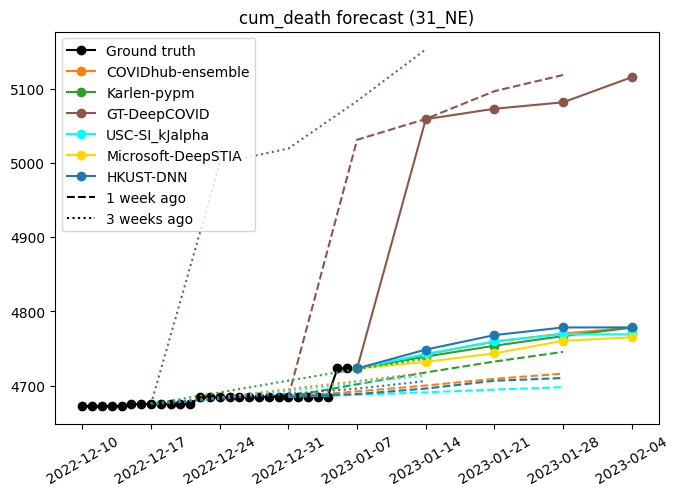 cum_death forecast (31_NE)
Ground truth
COVIDhub-ensemble
Karlen-pypm
GT-DeepCOVID
USC-SI_kJalpha
Microsoft-DeepSTIA
HKUST-DNN
1 week ago
3 weeks ago
5100
5000
4900
4800
4700
2022-12-10
2022-12-17
2022-12-24
2022-12-31
2023-01-07
2023-01-14
2023-01-21
2023-01-28
2023-02-04